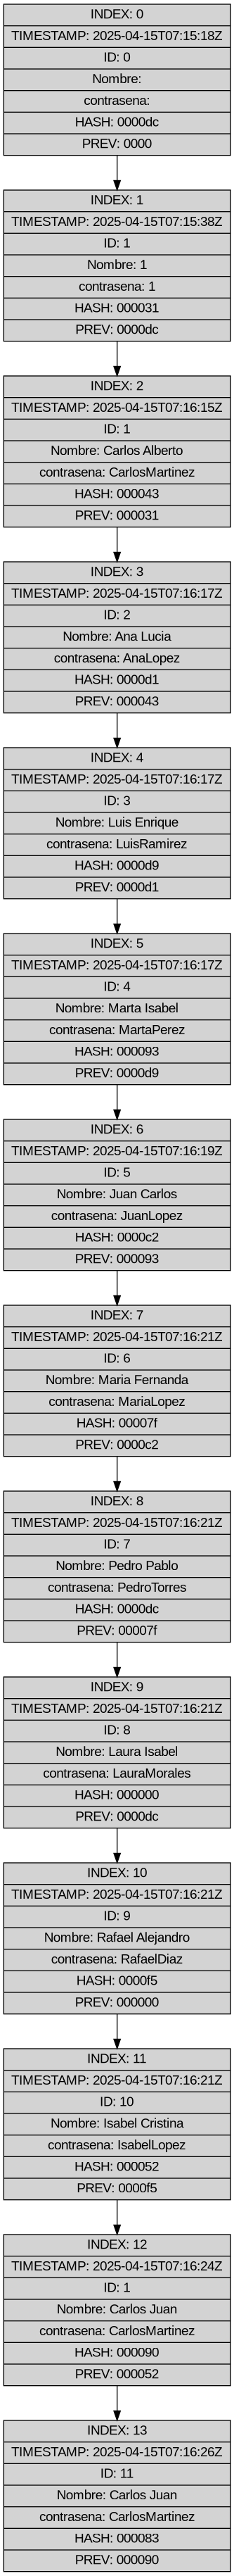 INDEX: 0
TIMESTAMP: 2025-04-15T07:15:18Z
ID: 0
Nombre:
contrasena:
HASH: 0000dc
PREV: 0000
INDEX: 1
TIMESTAMP: 2025-04-15T07:15:38Z
ID: 1
Nombre: 1
contrasena: 1
HASH: 000031
PREV: 0000dc
INDEX: 2
TIMESTAMP: 2025-04-15T07:16:15Z
ID: 1
Nombre: Carlos Alberto
contrasena: CarlosMartinez
HASH: 000043
PREV: 000031
INDEX: 3
TIMESTAMP: 2025-04-15T07:16:17Z
ID: 2
Nombre: Ana Lucia
contrasena: AnaLopez
HASH: 0000d1
PREV: 000043
INDEX: 4
TIMESTAMP: 2025-04-15T07:16:17Z
ID: 3
Nombre: Luis Enrique
contrasena: LuisRamirez
HASH: 0000d9
PREV: 0000d1
INDEX: 5
TIMESTAMP: 2025-04-15T07:16:17Z
ID: 4
Nombre: Marta Isabel
contrasena: MartaPerez
HASH: 000093
PREV: 0000d9
INDEX: 6
TIMESTAMP: 2025-04-15T07:16:19Z
ID: 5
Nombre: Juan Carlos
contrasena: JuanLopez
HASH: 0000c2
PREV: 000093
INDEX: 7
TIMESTAMP: 2025-04-15T07:16:21Z
ID: 6
Nombre: Maria Fernanda
contrasena: MariaLopez
HASH: 00007f
PREV: 0000c2
INDEX: 8
TIMESTAMP: 2025-04-15T07:16:21Z
ID: 7
Nombre: Pedro Pablo
contrasena: PedroTorres
HASH: 0000dc
PREV: 00007f
INDEX: 9
TIMESTAMP: 2025-04-15T07:16:21Z
ID: 8
Nombre: Laura Isabel
contrasena: LauraMorales
HASH: 000000
PREV: 0000dc
INDEX: 10
TIMESTAMP: 2025-04-15T07:16:21Z
ID: 9
Nombre: Rafael Alejandro
contrasena: RafaelDiaz
HASH: 0000f5
PREV: 000000
INDEX: 11
TIMESTAMP: 2025-04-15T07:16:21Z
ID: 10
Nombre: Isabel Cristina
contrasena: IsabelLopez
HASH: 000052
PREV: 0000f5
INDEX: 12
TIMESTAMP: 2025-04-15T07:16:24Z
ID: 1
Nombre: Carlos Juan
contrasena: CarlosMartinez
HASH: 000090
PREV: 000052
INDEX: 13
TIMESTAMP: 2025-04-15T07:16:26Z
ID: 11
Nombre: Carlos Juan
contrasena: CarlosMartinez
HASH: 000083
PREV: 000090